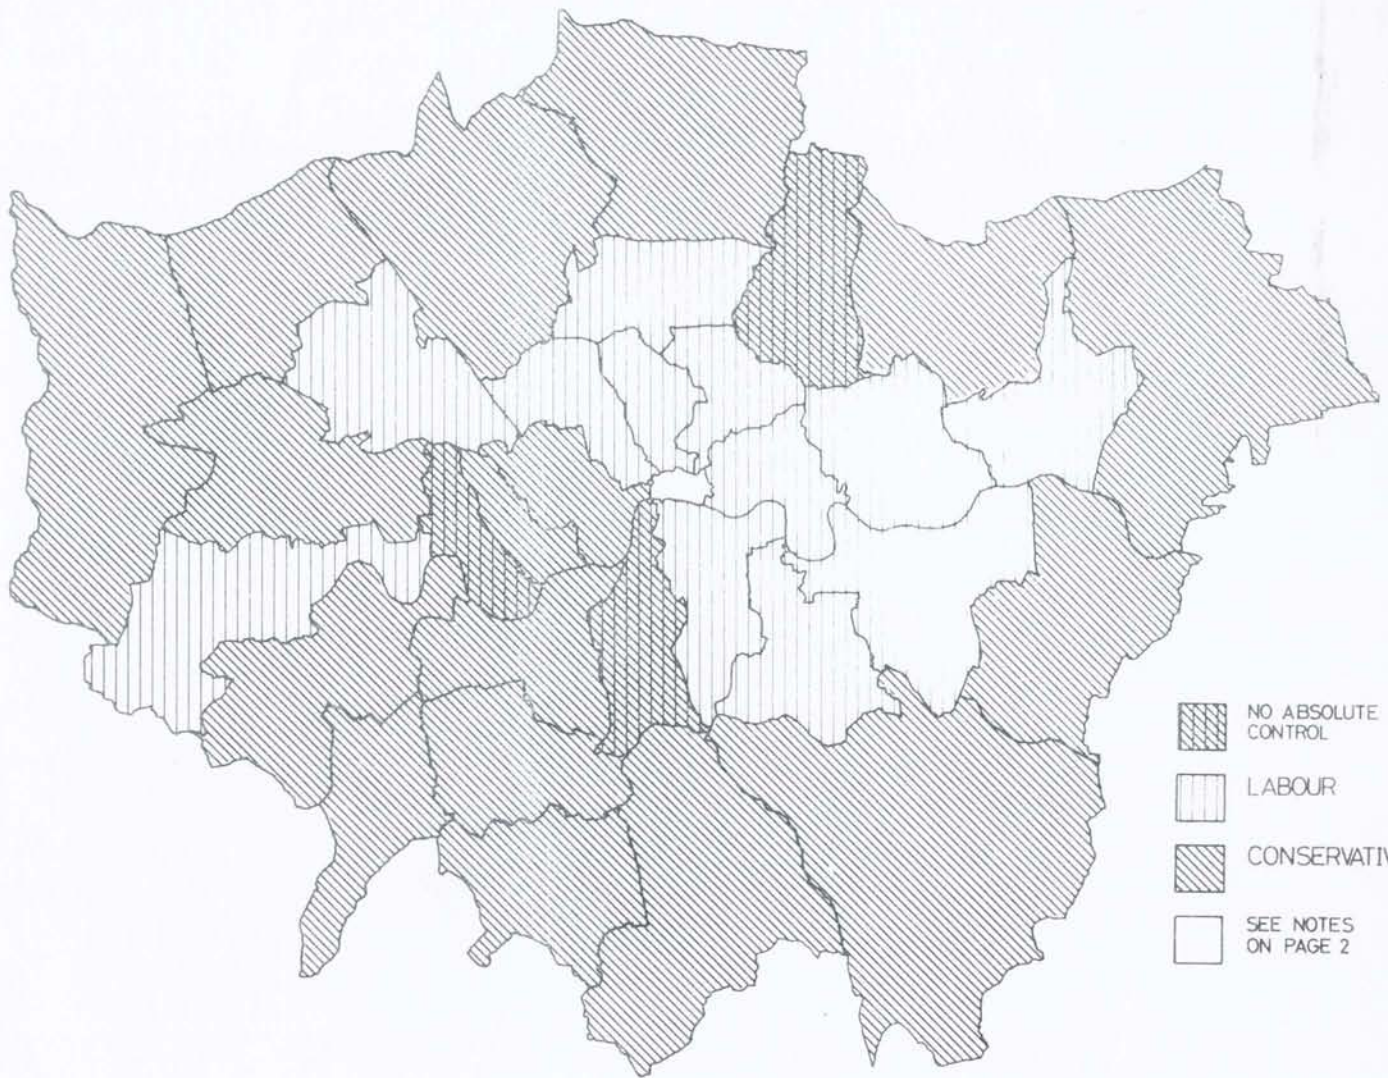 NO ABSOLUTE
CONTROL
LABOUR
CONSERVATIV
SEE NOTES
ON PAGE 2